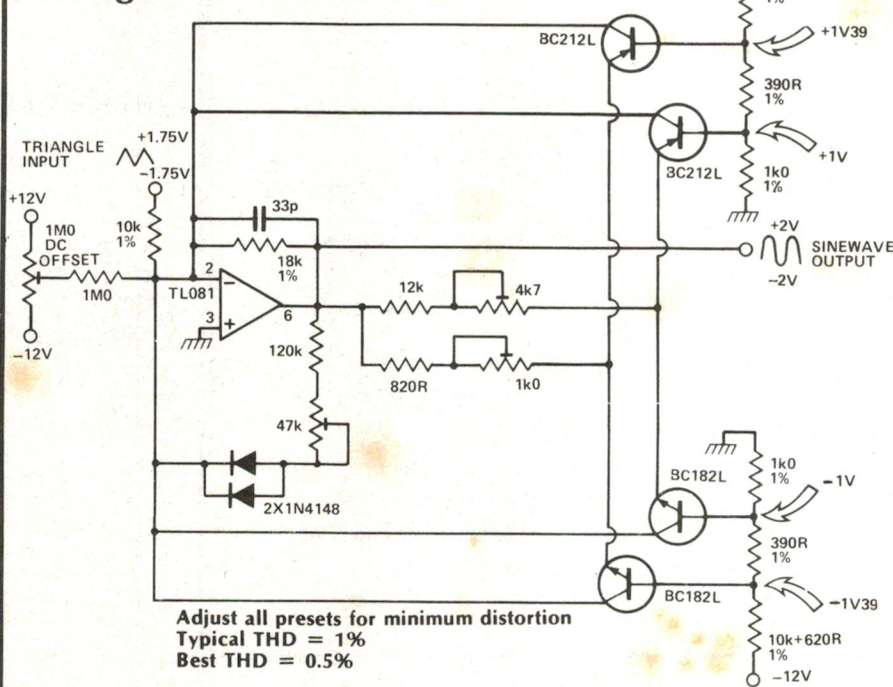 1%
+1V39
BC212L
390R
1%
+1V
BC212L
1k0
1%
TRIANGLE
INPUT
+1.75V
−1.75V
+12V
1M0
DC
OFFSET
10k
1%
1M0
−12V
33p
18k
1%
+2V
SINEWAVE
OUTPUT
−2V
2
TL081
3
6
12k
4k7
120k
820R
1k0
47k
2X1N4148
1k0
1%
−1V
BC182L
390R
1%
BC182L
−1V39
10k+620R
1%
−12V
Adjust all presets for minimum distortion
Typical THD = 1%
Best THD = 0.5%